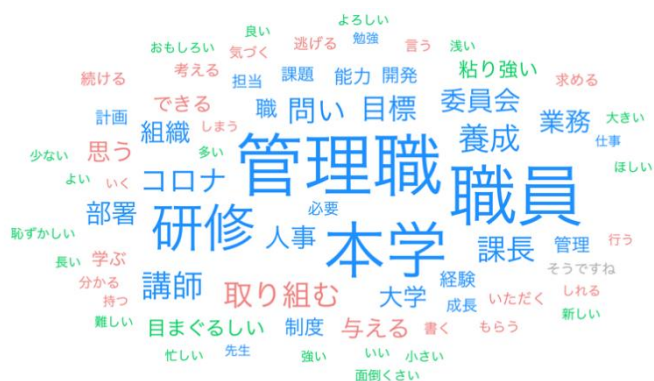 良い よろしい
おもしろい 気づく 逃げる 勉強 言う 浅い
続ける 考える 担当 課題 能力 開発 粘り強い 求める
計画 できる 職 問い 目標 委員会 業務 大きい
組織 しまう 養成 仕事
少ない 思う 多い 管理職 ほしい
よい いく コロナ 職員
部署 研修 必要
恥ずかしい 人事 本学 課長 管理 行う
長い 学ぶ そうですね
分かる 講師 取り組む 大学 経験 いただく しれる
持つ 成長 新しい
難しい 目まぐるしい 制度 与える 書く もらう
忙しい 先生 強い いい 小さい
面倒くさい